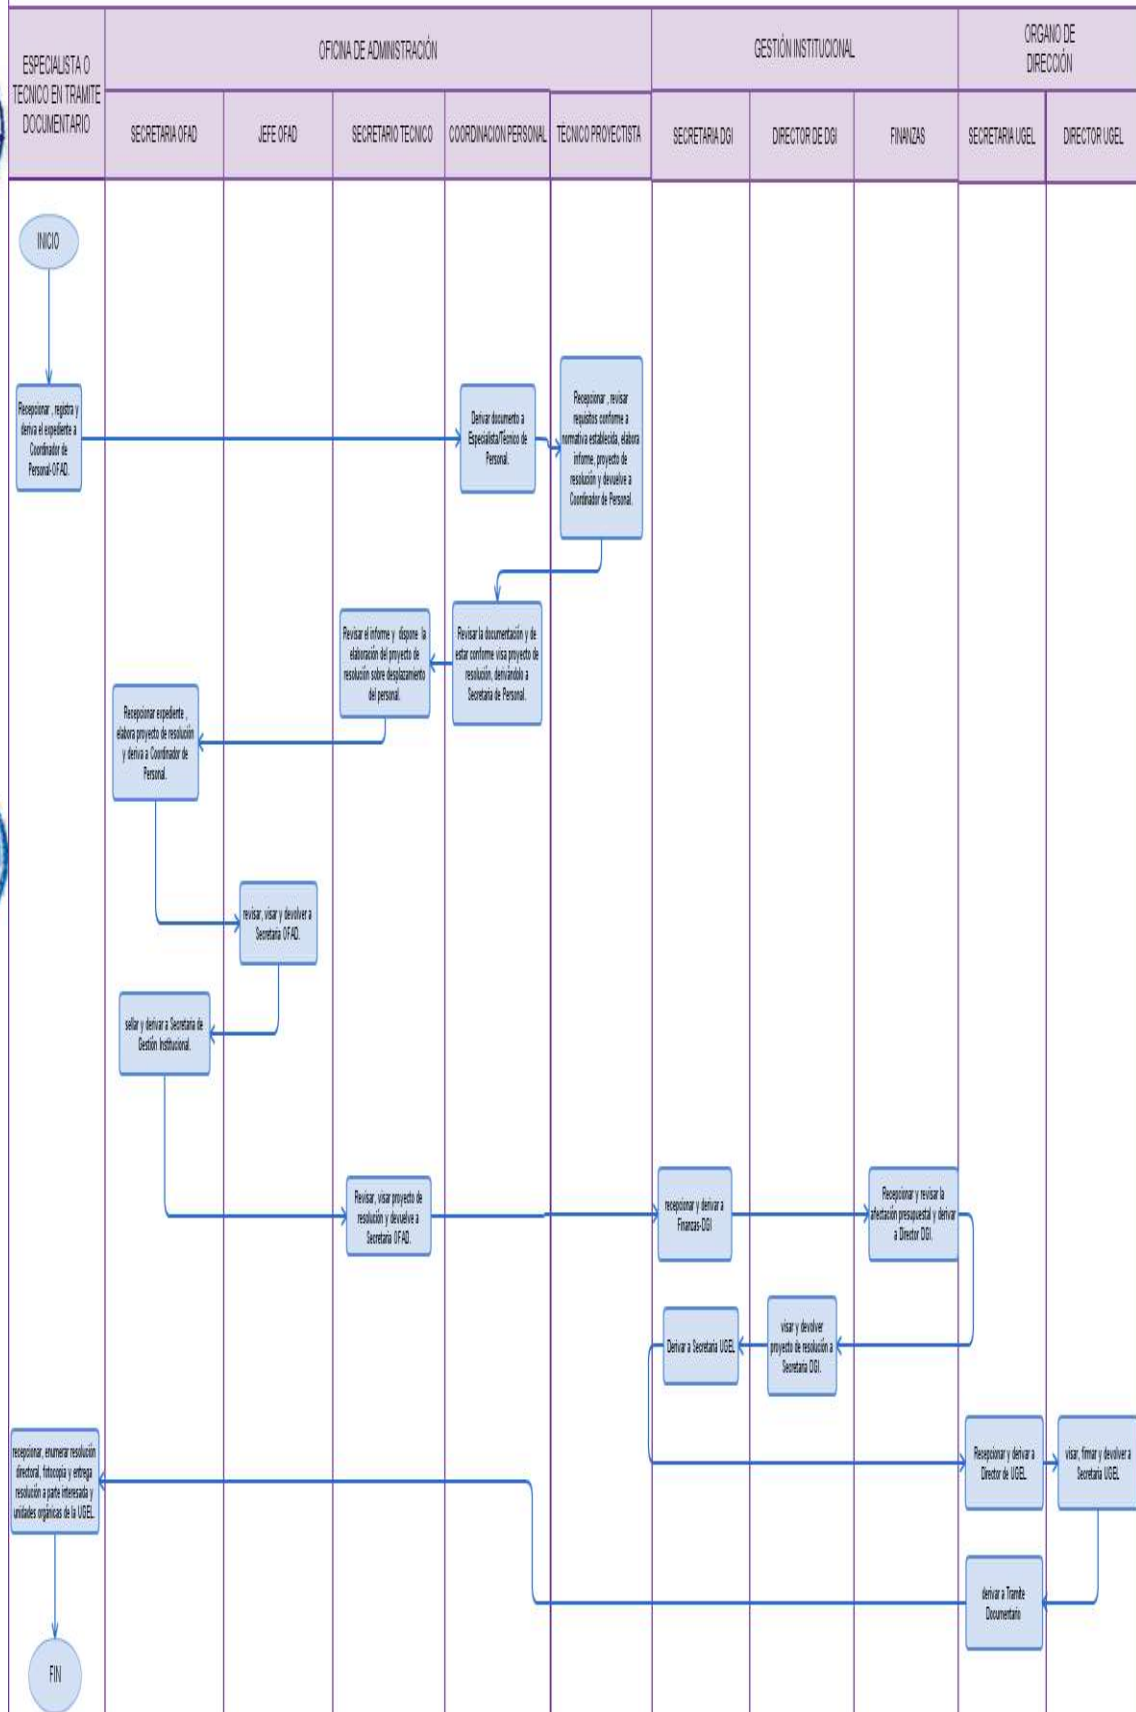 ESPECIALISTA O
TECNICO EN TRAMITE
DOCUMENTARIO
OFICINA DE ADMINISTRACIÓN
GESTIÓN INSTITUCIONAL
ORGANO DE
DIRECCIÓN
SECRETARIA OFAD
JEFE OFAD
SECRETARIO TECNICO
COORDINACION PERSONAL
TÉCNICO PROYECTISTA
SECRETARIA DGI
DIRECTOR DE DGI
FINANZAS
SECRETARIA UGEL
DIRECTOR UGEL
INICIO
Recepcionar , registra y
deriva el expediente a
Coordinador de
Personal-OFAD.
Derivar documento a
Especialista/Técnico de
Personal.
Recepcionar , revisar
requisitos conforme a
normativa establecida, elabora
informe, proyecto de
resolución y devuelve a
Coordinador de Personal.
Revisar el informe y dispone la
elaboración del proyecto de
resolución sobre desplazamiento
del personal.
Revisar la documentación y de
estar conforme visa proyecto de
resolución, derivándolo a
Secretaria de Personal.
Recepcionar expediente ,
elabora proyecto de resolución
y deriva a Coordinador de
Personal.
revisar, visar y devolver a
Secretaria OFAD.
sellar y derivar a Secretaria de
Gestión Institucional.
Revisar, visar proyecto de
resolución y devuelve a
Secretaria OFAD.
recepcionar y derivar a
Finanzas-DGI
Recepcionar y revisar la
afectación presupuestal y derivar
a Director DGI.
Derivar a Secretaria UGEL
visar y devolver
proyecto de resolución a
Secretaria DGI.
recepcionar, enumerar resolución
directoral, fotocopia y entrega
resolución a parte interesada y
unidades orgánicas de la UGEL.
Recepcionar y derivar a
Director de UGEL
visar, firmar y devolver a
Secretaria UGEL
derivar a Tramite
Documentario
FIN